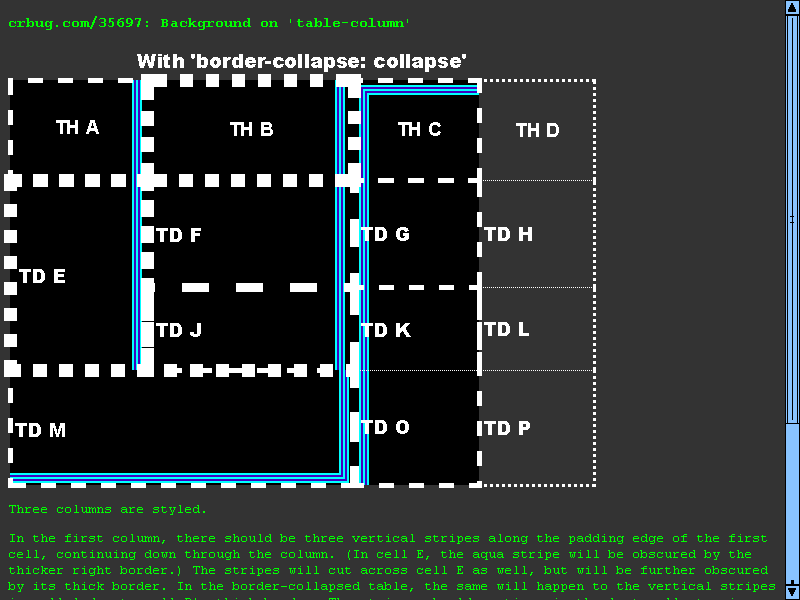 crbug.com/35697: Background on 'table-column'
With 'border-collapse: collapse'
TH A TH B TH C TH D
TD F TD G TD H
TD E
TD J TD K TD L
TD M TD O TD P
Three columns are styled.
In the first column, there should be three vertical stripes along the padding edge of the first
cell, continuing down through the column. (In cell E, the aqua stripe will be obscured by the
thicker right border.) The stripes will cut across cell E as well, but will be further obscured
by its thick border. In the border-collapsed table, the same will happen to the vertical stripes